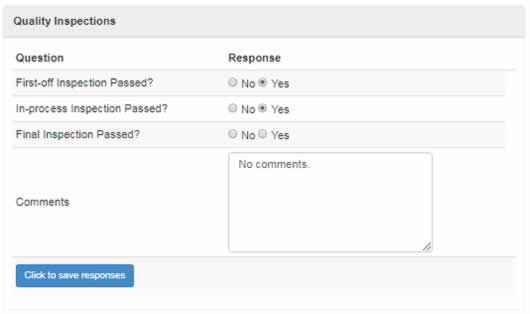 Quality Inspections
Question Response
First-off Inspection Passed? No Yes
In-process Inspection Passed? No Yes
Final Inspection Passed? No Yes
No comments.
Comments
Click to save responses